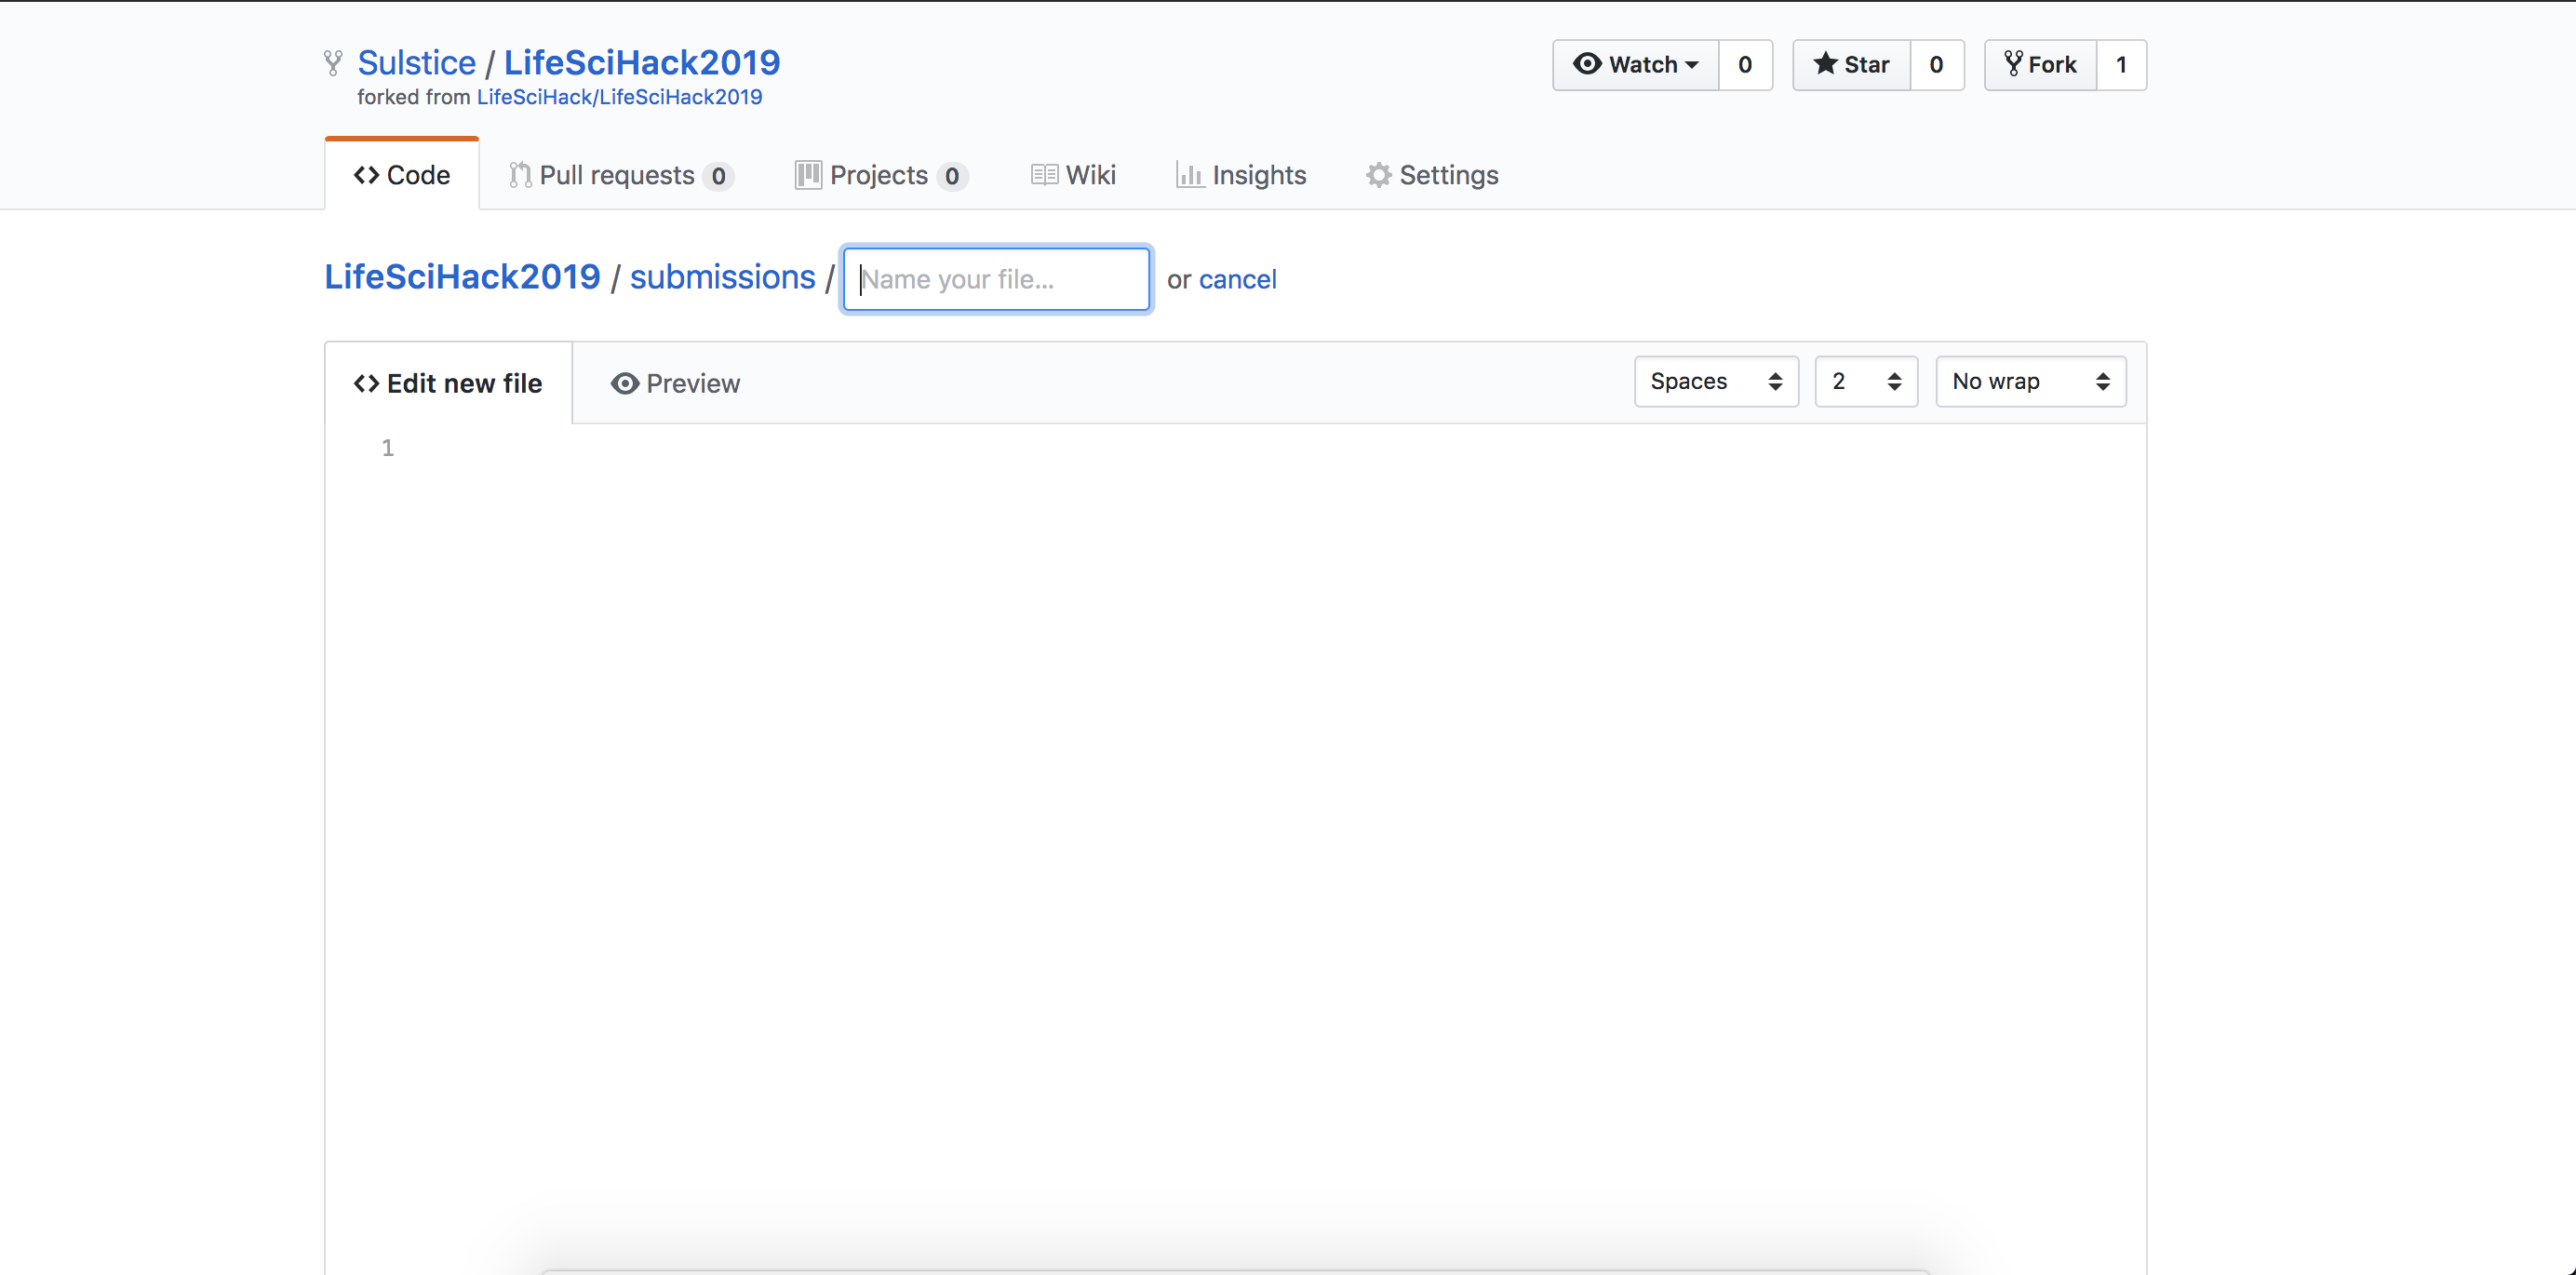 Sulstice / LifeSciHack2019
forked from LifeSciHack/LifeSciHack2019
Watch 0 Star 0 Fork 1
Code Pull requests 0 Projects 0 Wiki Insights Settings
LifeSciHack2019 / submissions / Name your file... or cancel
Edit new file Preview Spaces 2 No wrap
1